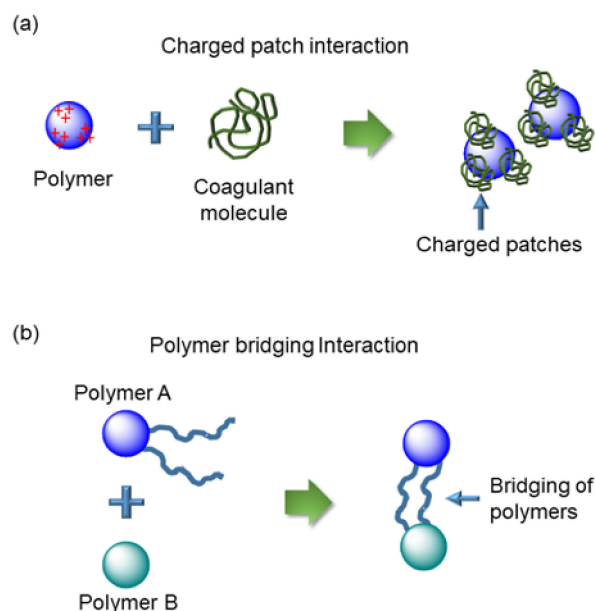 (a)
Charged patch interaction
Polymer
Coagulant
molecule
Charged patches
(b)
Polymer bridging Interaction
Polymer A
Polymer B
Bridging of
polymers